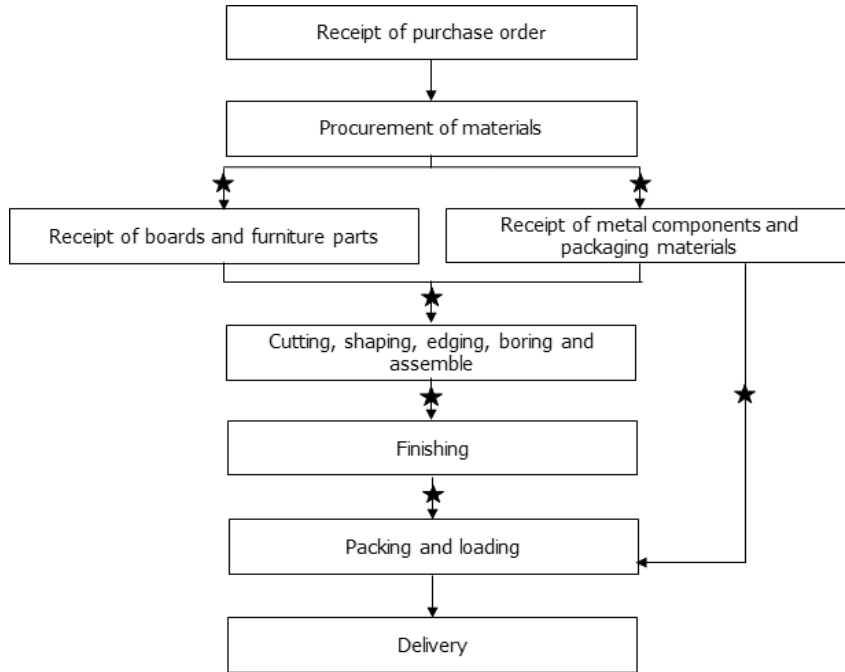 Receipt of purchase order
Procurement of materials
Receipt of boards and furniture parts
Receipt of metal components and
packaging materials
Cutting, shaping, edging, boring and
assemble
Finishing
Packing and loading
Delivery